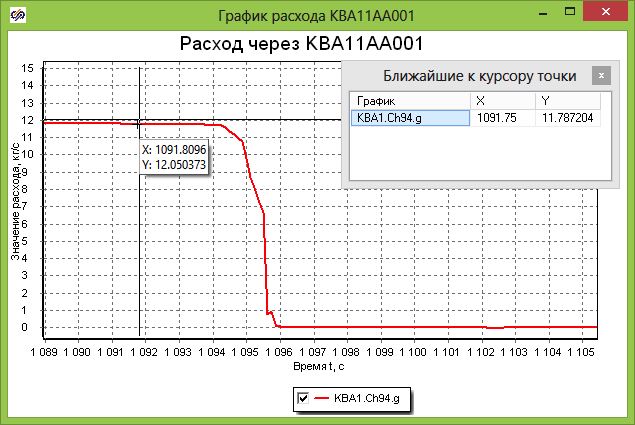 График расхода KBA11AA001
Расход через KBA11AA001
Ближайшие к курсору точки
График X Y
KBA1.Ch94.g 1091.75 11.787204
X: 1091.8096
Y: 12.050373
Значение расхода, кг/с
15
14
13
12
11
10
9
8
7
6
5
4
3
2
1
0
1 089 1 090 1 091 1 092 1 093 1 094 1 095 1 096 1 097 1 098 1 099 1 100 1 101 1 102 1 103 1 104 1 105
Время t, с
KBA1.Ch94.g